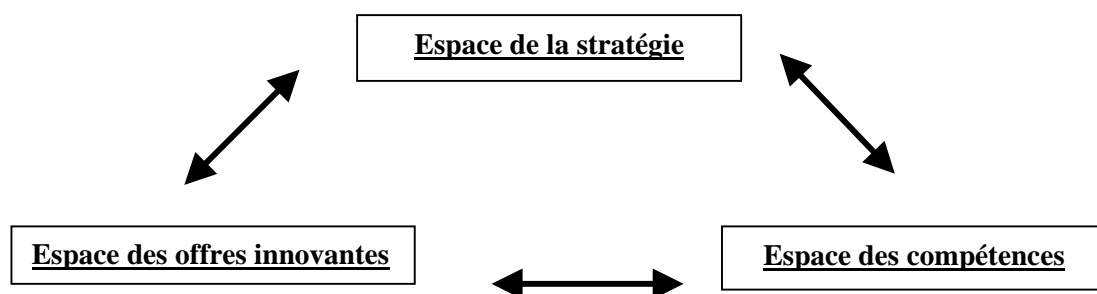 Espace de la stratégie
Espace des offres innovantes
Espace des compétences